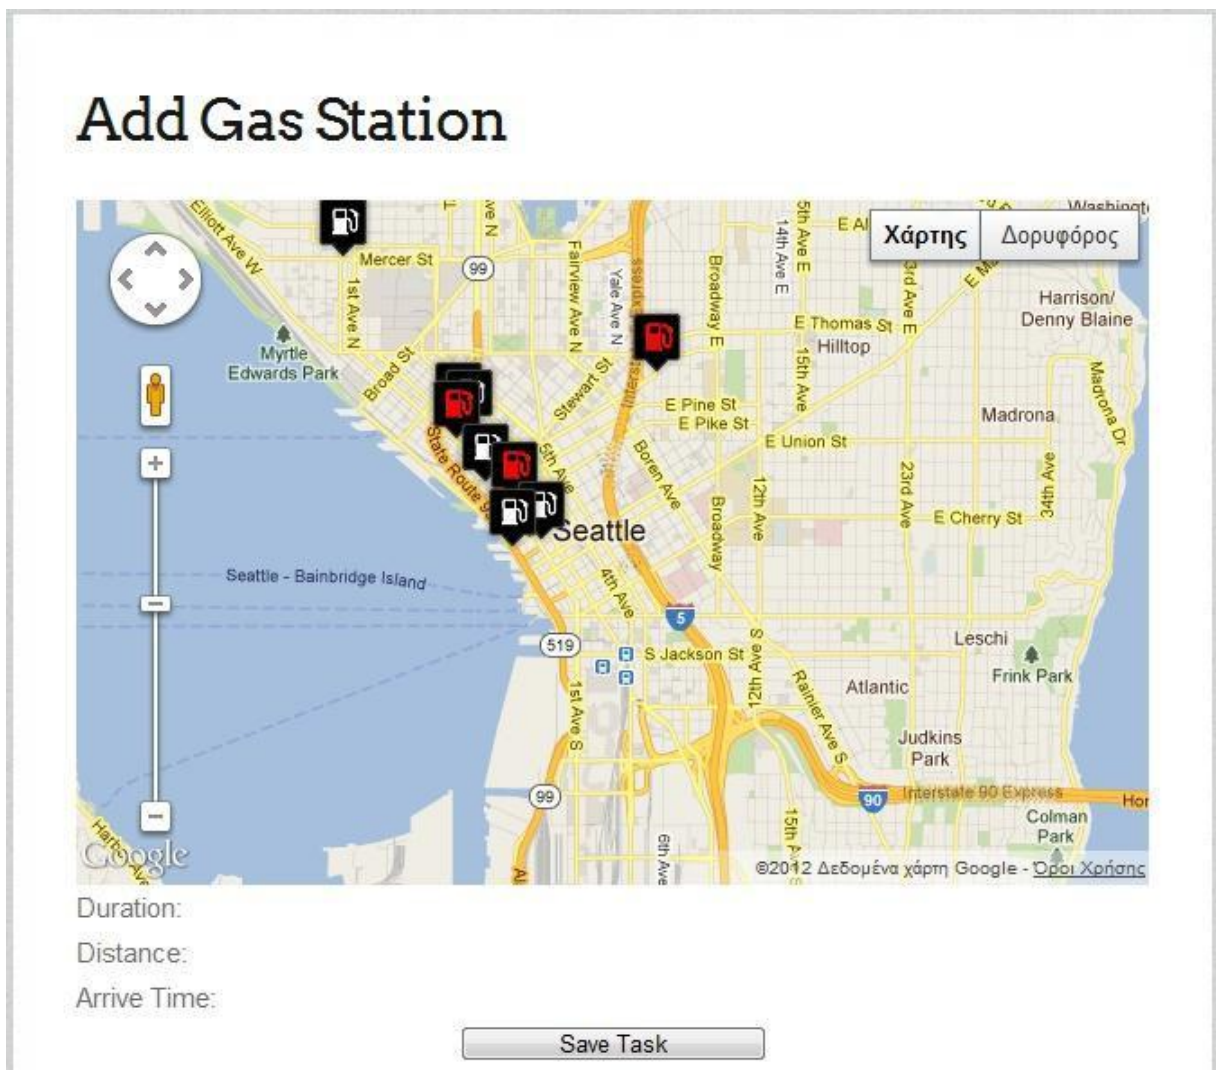 Add Gas Station
Elliott Ave W
Mercer St
99
1st Ave N
Fairview Ave N
Yale Ave N
Broadway E
14th Ave E
5th Ave E
Χάρτης
Δορυφόρος
Harrison/
Denny Blaine
E Thomas St
Hilltop
15th Ave
Myrtle
Edwards Park
Broad St
Stewart St
E Pine St
E Pike St
E Union St
Madrona
Madrona Dr
5th Ave
Boren Ave
12th Ave
Broadway
23rd Ave
34th Ave
E Cherry St
Seattle
Seattle - Bainbridge Island
4th Ave
5
519
S Jackson St
12th Ave S
Leschi
Frink Park
Atlantic
Rainier Ave S
Judkins
Park
1st Ave S
99
90
Interstate 90 Express
Colman
Park
6th Ave
Google
©2012 Δεδομένα χάρτη Google - Όροι Χρήσης
Duration:
Distance:
Arrive Time:
Save Task